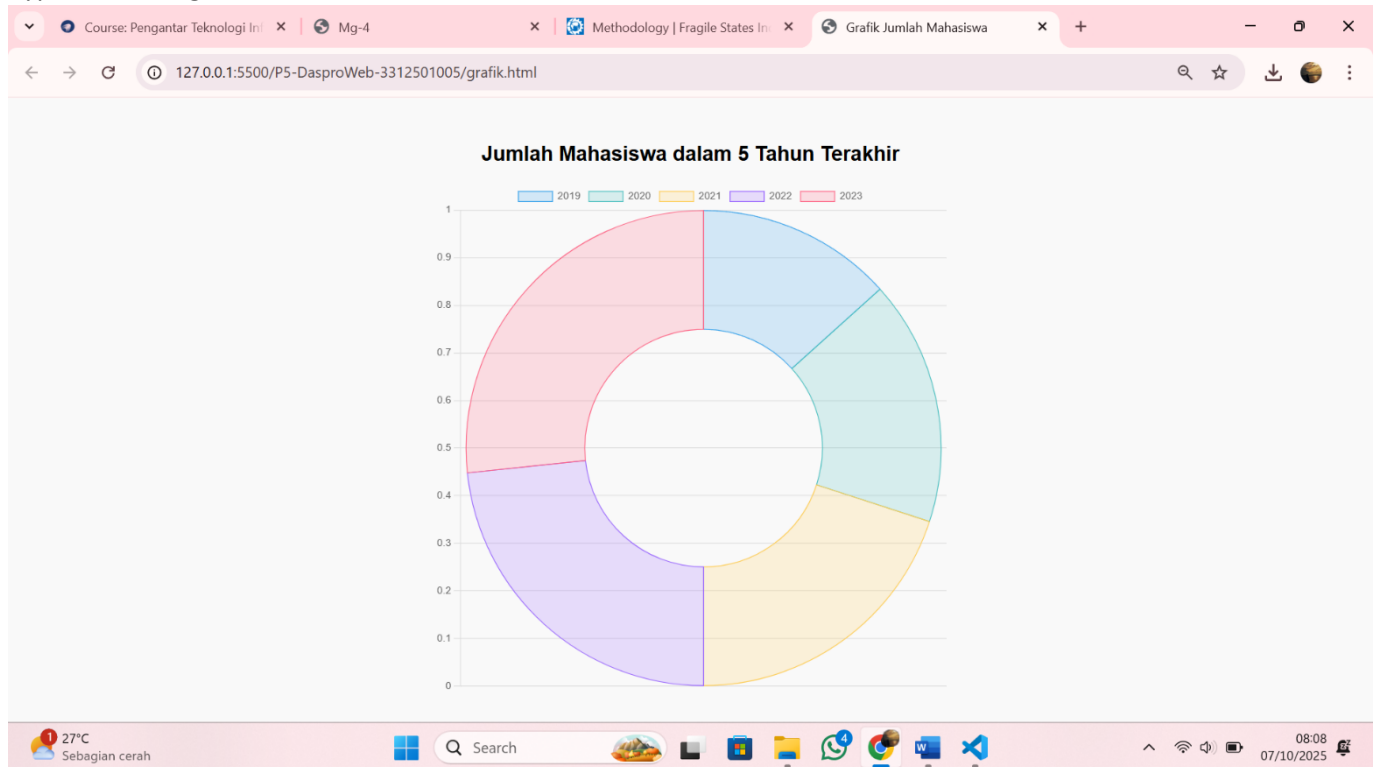 Course: Pengantar Teknologi Inf
Mg-4
Methodology | Fragile States In
Grafik Jumlah Mahasiswa
127.0.0.1:5500/P5-DasproWeb-3312501005/grafik.html
Jumlah Mahasiswa dalam 5 Tahun Terakhir
2019 2020 2021 2022 2023
1
0.9
0.8
0.7
0.6
0.5
0.4
0.3
0.2
0.1
0
1
27°C
Sebagian cerah
Search
4
08:08
07/10/2025